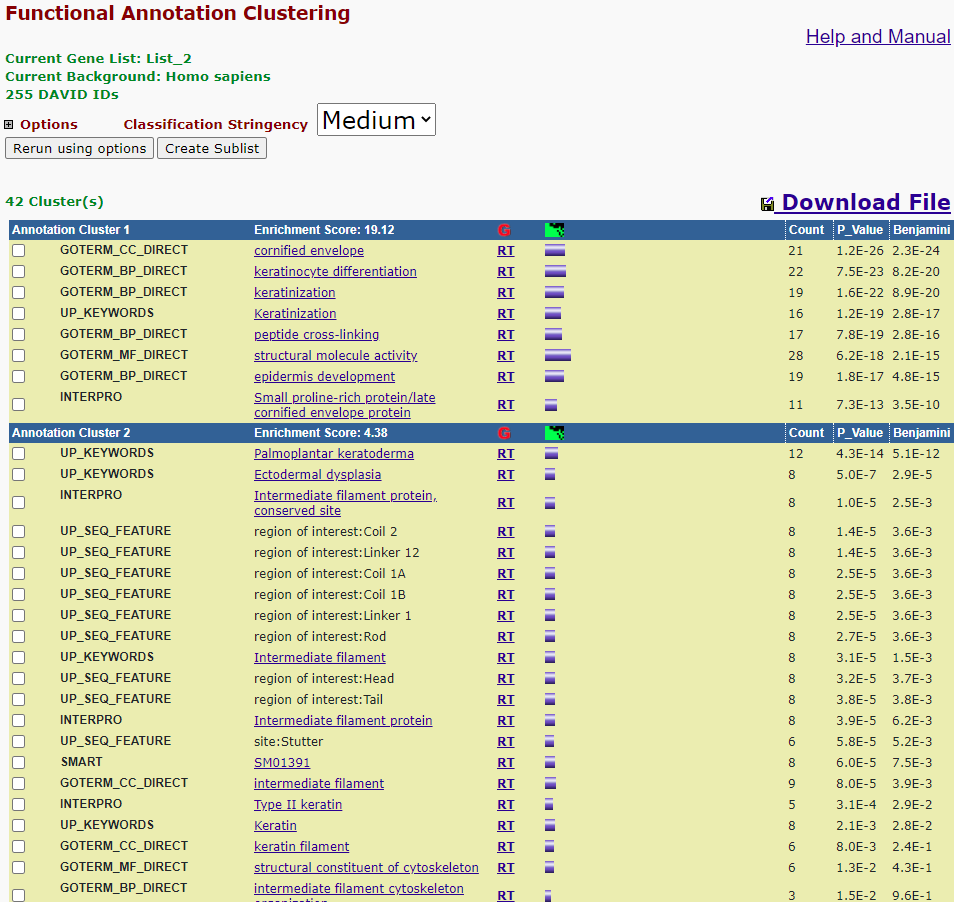 Functional Annotation Clustering
Help and Manual
Current Gene List: List_2
Current Background: Homo sapiens
255 DAVID IDs
Options Classification Stringency Medium
Rerun using options Create Sublist
42 Cluster(s) Download File
Annotation Cluster 1 Enrichment Score: 19.12 G Count P_Value Benjamini
GOTERM_CC_DIRECT cornified envelope RT 21 1.2E-26 2.3E-24
GOTERM_BP_DIRECT keratinocyte differentiation RT 22 7.5E-23 8.2E-20
GOTERM_BP_DIRECT keratinization RT 19 1.6E-22 8.9E-20
UP_KEYWORDS Keratinization RT 16 1.2E-19 2.8E-17
GOTERM_BP_DIRECT peptide cross-linking RT 17 7.8E-19 2.8E-16
GOTERM_MF_DIRECT structural molecule activity RT 28 6.2E-18 2.1E-15
GOTERM_BP_DIRECT epidermis development RT 19 1.8E-17 4.8E-15
INTERPRO Small proline-rich protein/late
cornified envelope protein RT 11 7.3E-13 3.5E-10
Annotation Cluster 2 Enrichment Score: 4.38 G Count P_Value Benjamini
UP_KEYWORDS Palmoplantar keratoderma RT 12 4.3E-14 5.1E-12
UP_KEYWORDS Ectodermal dysplasia RT 8 5.0E-7 2.9E-5
INTERPRO Intermediate filament protein,
conserved site RT 8 1.0E-5 2.5E-3
UP_SEQ_FEATURE region of interest:Coil 2 RT 8 1.4E-5 3.6E-3
UP_SEQ_FEATURE region of interest:Linker 12 RT 8 1.4E-5 3.6E-3
UP_SEQ_FEATURE region of interest:Coil 1A RT 8 2.5E-5 3.6E-3
UP_SEQ_FEATURE region of interest:Coil 1B RT 8 2.5E-5 3.6E-3
UP_SEQ_FEATURE region of interest:Linker 1 RT 8 2.5E-5 3.6E-3
UP_SEQ_FEATURE region of interest:Rod RT 8 2.7E-5 3.6E-3
UP_KEYWORDS Intermediate filament RT 8 3.1E-5 1.5E-3
UP_SEQ_FEATURE region of interest:Head RT 8 3.2E-5 3.7E-3
UP_SEQ_FEATURE region of interest:Tail RT 8 3.8E-5 3.8E-3
INTERPRO Intermediate filament protein RT 8 3.9E-5 6.2E-3
UP_SEQ_FEATURE site:Stutter RT 6 5.8E-5 5.2E-3
SMART SM01391 RT 8 6.0E-5 7.5E-3
GOTERM_CC_DIRECT intermediate filament RT 9 8.0E-5 3.9E-3
INTERPRO Type II keratin RT 5 3.1E-4 2.9E-2
UP_KEYWORDS Keratin RT 8 2.1E-3 2.8E-2
GOTERM_CC_DIRECT keratin filament RT 6 8.0E-3 2.4E-1
GOTERM_MF_DIRECT structural constituent of cytoskeleton RT 6 1.3E-2 4.3E-1
GOTERM_BP_DIRECT intermediate filament cytoskeleton
RT 3 1.5E-2 9.6E-1